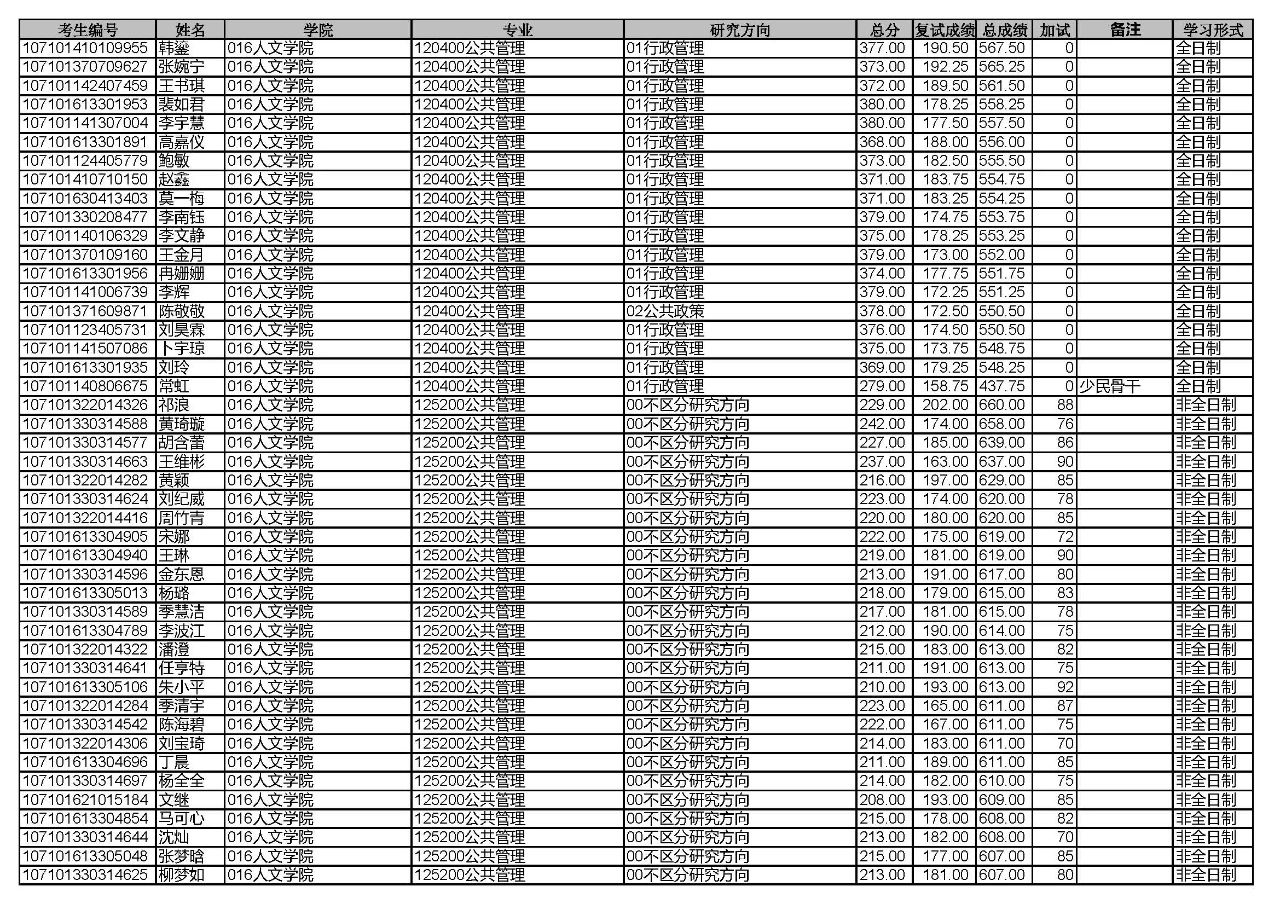 考生编号 姓名 学院 专业 研究方向 总分 复试成绩 总成绩 加试 备注 学习形式
107101410109955 韩鋆 016人文学院 120400公共管理 01行政管理 377.00 190.50 567.50 0 全日制
107101370709627 张婉宁 016人文学院 120400公共管理 01行政管理 373.00 192.25 565.25 0 全日制
107101142407459 王书琪 016人文学院 120400公共管理 01行政管理 372.00 189.50 561.50 0 全日制
107101613301953 裴如君 016人文学院 120400公共管理 01行政管理 380.00 178.25 558.25 0 全日制
107101141307004 李宇慧 016人文学院 120400公共管理 01行政管理 380.00 177.50 557.50 0 全日制
107101613301891 高嘉仪 016人文学院 120400公共管理 01行政管理 368.00 188.00 556.00 0 全日制
107101124405779 鲍敏 016人文学院 120400公共管理 01行政管理 373.00 182.50 555.50 0 全日制
107101410710150 赵鑫 016人文学院 120400公共管理 01行政管理 371.00 183.75 554.75 0 全日制
107101630413403 莫一梅 016人文学院 120400公共管理 01行政管理 371.00 183.25 554.25 0 全日制
107101330208477 李南钰 016人文学院 120400公共管理 01行政管理 379.00 174.75 553.75 0 全日制
107101140106329 李文静 016人文学院 120400公共管理 01行政管理 375.00 178.25 553.25 0 全日制
107101370109160 王金月 016人文学院 120400公共管理 01行政管理 379.00 173.00 552.00 0 全日制
107101613301956 冉姗姗 016人文学院 120400公共管理 01行政管理 374.00 177.75 551.75 0 全日制
107101141006739 李辉 016人文学院 120400公共管理 01行政管理 379.00 172.25 551.25 0 全日制
107101371609871 陈敬敬 016人文学院 120400公共管理 02公共政策 378.00 172.50 550.50 0 全日制
107101123405731 刘昊霖 016人文学院 120400公共管理 01行政管理 376.00 174.50 550.50 0 全日制
107101141507086 卜宇琼 016人文学院 120400公共管理 01行政管理 375.00 173.75 548.75 0 全日制
107101613301935 刘玲 016人文学院 120400公共管理 01行政管理 369.00 179.25 548.25 0 全日制
107101140806675 常虹 016人文学院 120400公共管理 01行政管理 279.00 158.75 437.75 0 少民骨干 全日制
107101322014326 祁浪 016人文学院 125200公共管理 00不区分研究方向 229.00 202.00 660.00 88 非全日制
107101330314588 黄琦璇 016人文学院 125200公共管理 00不区分研究方向 242.00 174.00 658.00 76 非全日制
107101330314577 胡含蕾 016人文学院 125200公共管理 00不区分研究方向 227.00 185.00 639.00 86 非全日制
107101330314663 王维彬 016人文学院 125200公共管理 00不区分研究方向 237.00 163.00 637.00 90 非全日制
107101322014282 黄颖 016人文学院 125200公共管理 00不区分研究方向 216.00 197.00 629.00 85 非全日制
107101330314624 刘纪威 016人文学院 125200公共管理 00不区分研究方向 223.00 174.00 620.00 78 非全日制
107101322014416 周竹青 016人文学院 125200公共管理 00不区分研究方向 220.00 180.00 620.00 85 非全日制
107101613304905 宋娜 016人文学院 125200公共管理 00不区分研究方向 222.00 175.00 619.00 72 非全日制
107101613304940 王琳 016人文学院 125200公共管理 00不区分研究方向 219.00 181.00 619.00 90 非全日制
107101330314596 金东恩 016人文学院 125200公共管理 00不区分研究方向 213.00 191.00 617.00 80 非全日制
107101613305013 杨璐 016人文学院 125200公共管理 00不区分研究方向 218.00 179.00 615.00 83 非全日制
107101330314589 季慧洁 016人文学院 125200公共管理 00不区分研究方向 217.00 181.00 615.00 78 非全日制
107101613304789 李波江 016人文学院 125200公共管理 00不区分研究方向 212.00 190.00 614.00 75 非全日制
107101322014322 潘澄 016人文学院 125200公共管理 00不区分研究方向 215.00 183.00 613.00 82 非全日制
107101330314641 任亨特 016人文学院 125200公共管理 00不区分研究方向 211.00 191.00 613.00 75 非全日制
107101613305106 朱小平 016人文学院 125200公共管理 00不区分研究方向 210.00 193.00 613.00 92 非全日制
107101322014284 季清宇 016人文学院 125200公共管理 00不区分研究方向 223.00 165.00 611.00 87 非全日制
107101330314542 陈海碧 016人文学院 125200公共管理 00不区分研究方向 222.00 167.00 611.00 75 非全日制
107101322014306 刘宝琦 016人文学院 125200公共管理 00不区分研究方向 214.00 183.00 611.00 70 非全日制
107101613304696 丁晨 016人文学院 125200公共管理 00不区分研究方向 211.00 189.00 611.00 85 非全日制
107101330314697 杨全全 016人文学院 125200公共管理 00不区分研究方向 214.00 182.00 610.00 75 非全日制
107101621015184 文继 016人文学院 125200公共管理 00不区分研究方向 208.00 193.00 609.00 85 非全日制
107101613304854 马可心 016人文学院 125200公共管理 00不区分研究方向 215.00 178.00 608.00 82 非全日制
107101330314644 沈灿 016人文学院 125200公共管理 00不区分研究方向 213.00 182.00 608.00 70 非全日制
107101613305048 张梦晗 016人文学院 125200公共管理 00不区分研究方向 215.00 177.00 607.00 85 非全日制
107101330314625 柳梦如 016人文学院 125200公共管理 00不区分研究方向 213.00 181.00 607.00 80 非全日制